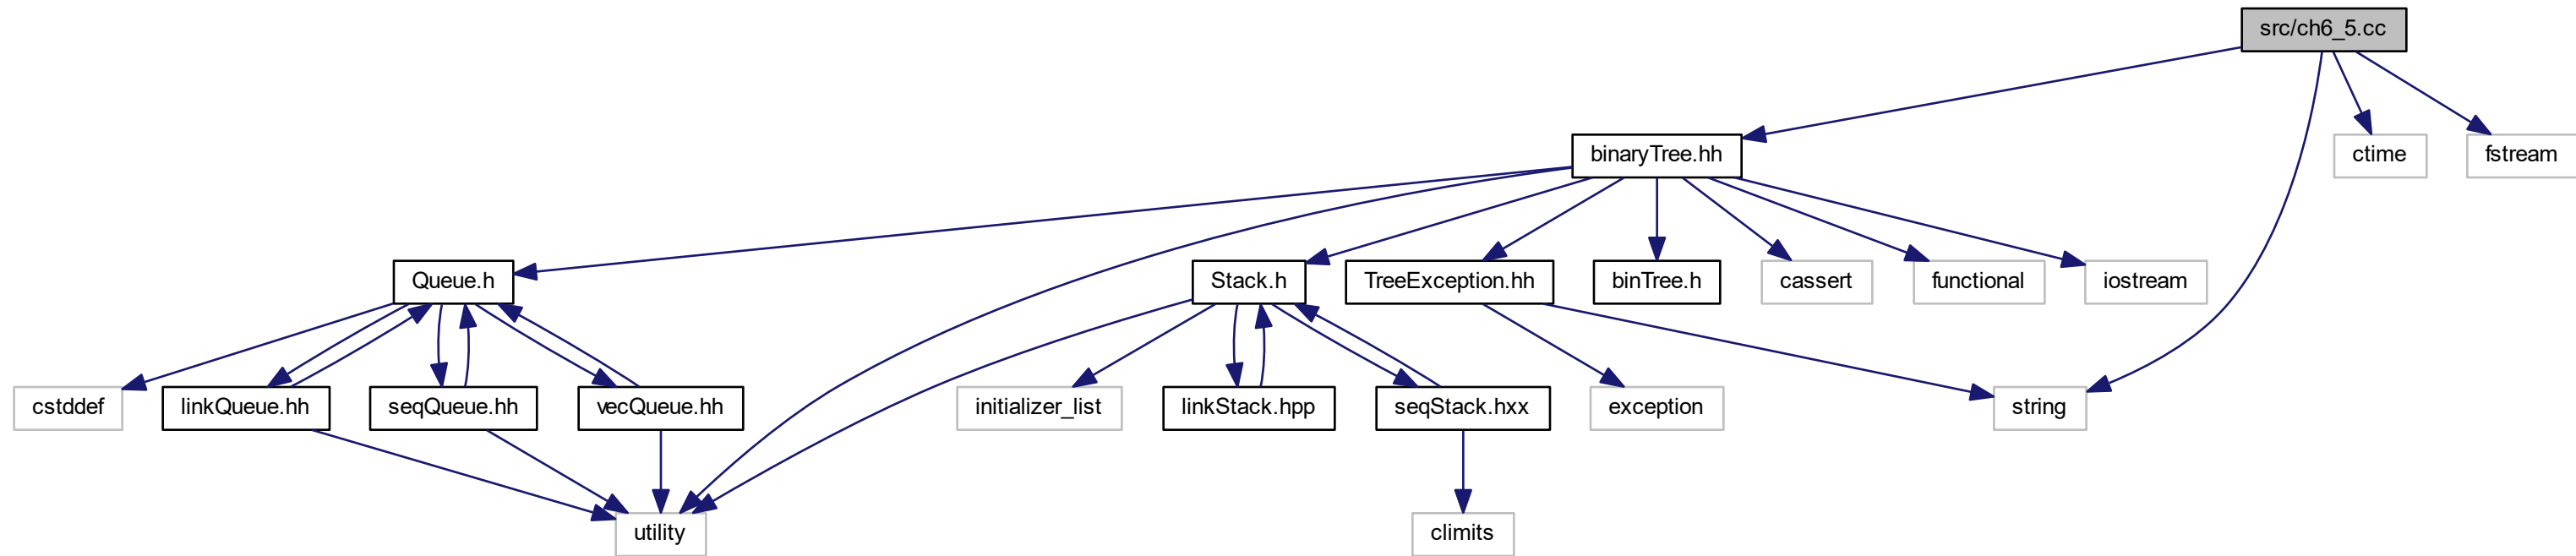 src/ch6_5.cc
binaryTree.hh
ctime
fstream
Queue.h
Stack.h
TreeException.hh
binTree.h
cassert
functional
iostream
cstddef
linkQueue.hh
seqQueue.hh
vecQueue.hh
initializer_list
linkStack.hpp
seqStack.hxx
exception
string
utility
climits